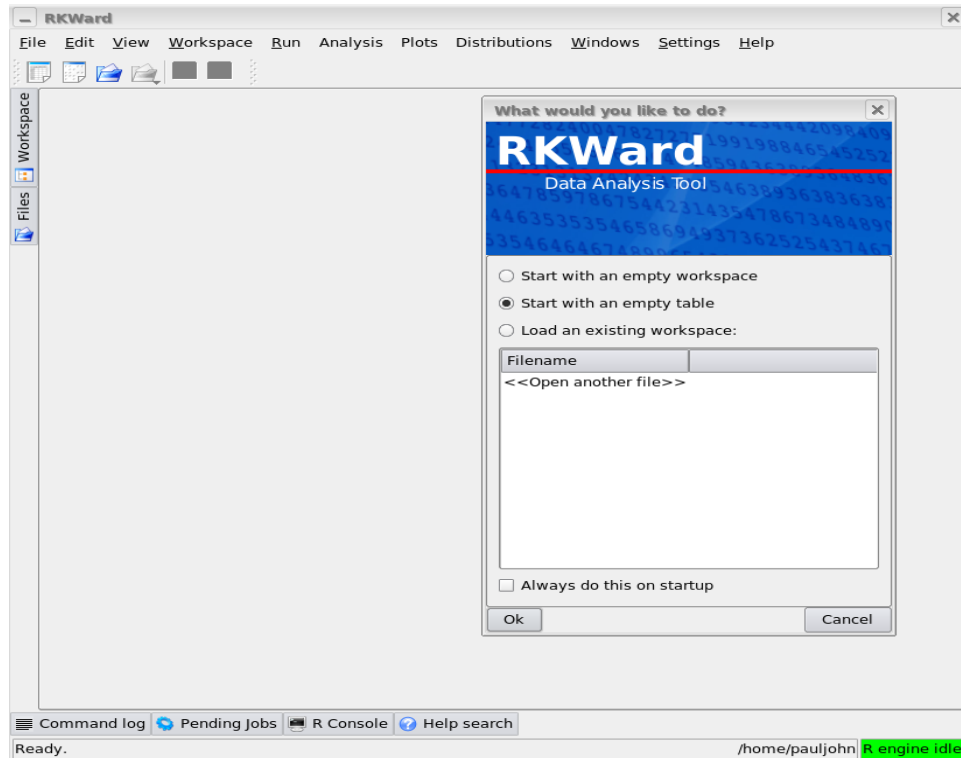 RKWard
File Edit View Workspace Run Analysis Plots Distributions Windows Settings Help
Workspace
Files
What would you like to do?
RKWard
Data Analysis Tool
Start with an empty workspace
Start with an empty table
Load an existing workspace:
Filename
<<Open another file>>
Always do this on startup
Ok Cancel
Command log Pending Jobs R Console Help search
Ready. /home/pauljohn R engine idle